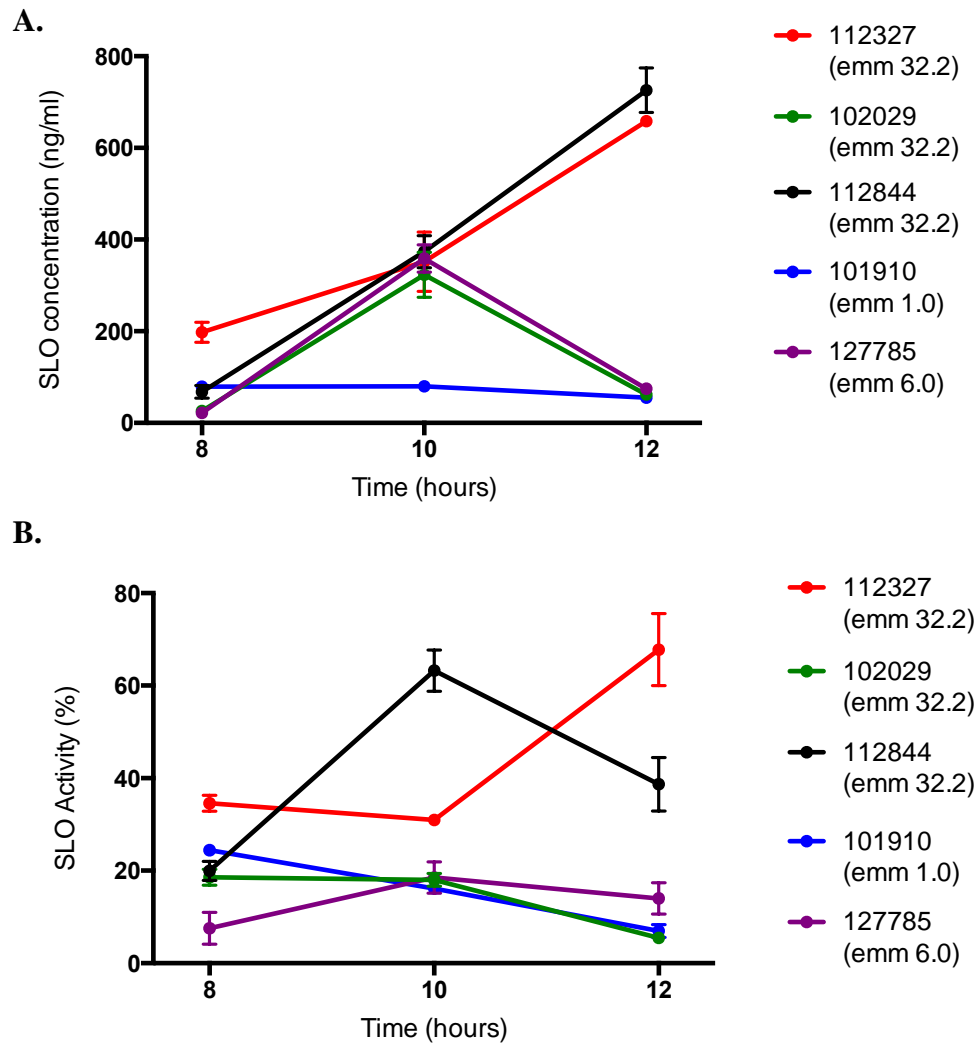 A.
800
600
400
200
0
8
10
12
SLO concentration (ng/ml)
Time (hours)
112327
(emm 32.2)
102029
(emm 32.2)
112844
(emm 32.2)
101910
(emm 1.0)
127785
(emm 6.0)
B.
80
60
40
20
0
8
10
12
SLO Activity (%)
Time (hours)
112327
(emm 32.2)
102029
(emm 32.2)
112844
(emm 32.2)
101910
(emm 1.0)
127785
(emm 6.0)